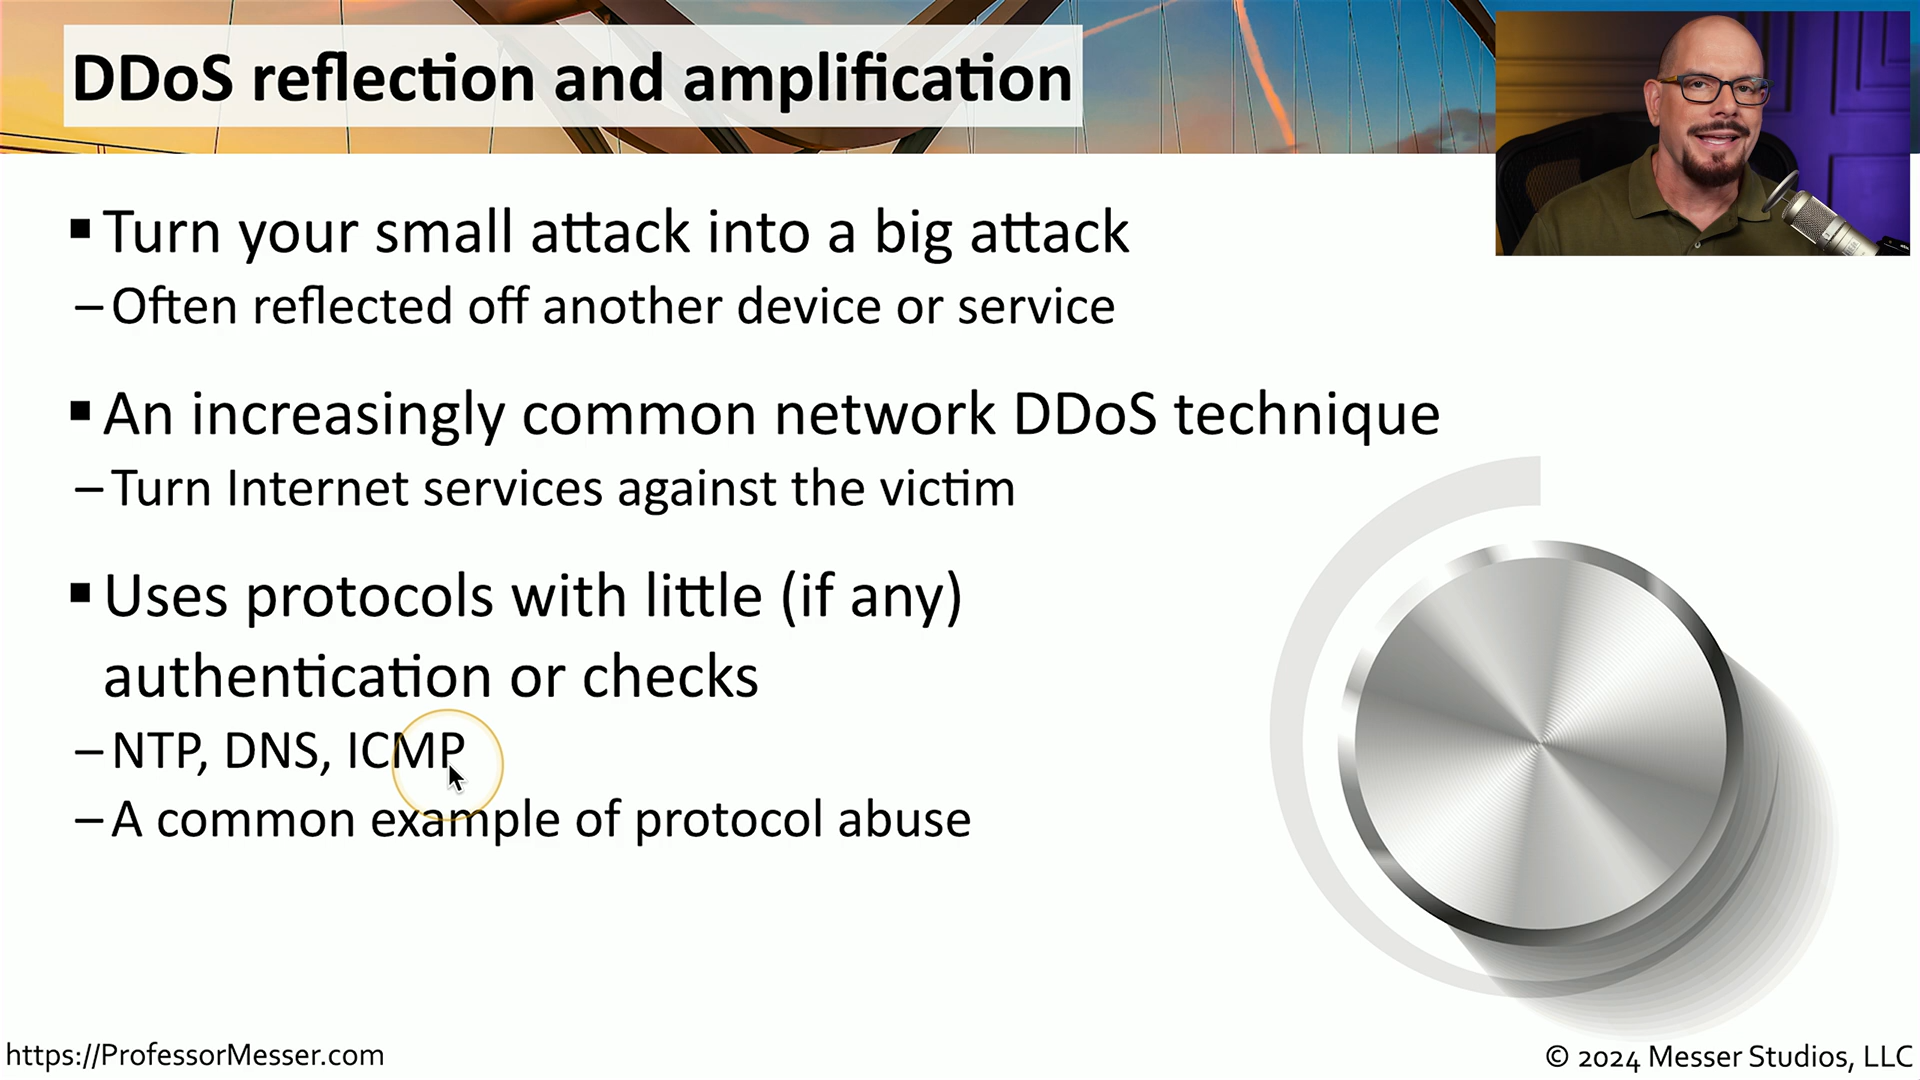 DDoS reflection and amplification
▪ Turn your small attack into a big attack
– Often reflected off another device or service
▪ An increasingly common network DDoS technique
– Turn Internet services against the victim
▪ Uses protocols with little (if any)
authentication or checks
– NTP, DNS, ICMP
– A common example of protocol abuse
https://ProfessorMesser.com
© 2024 Messer Studios, LLC